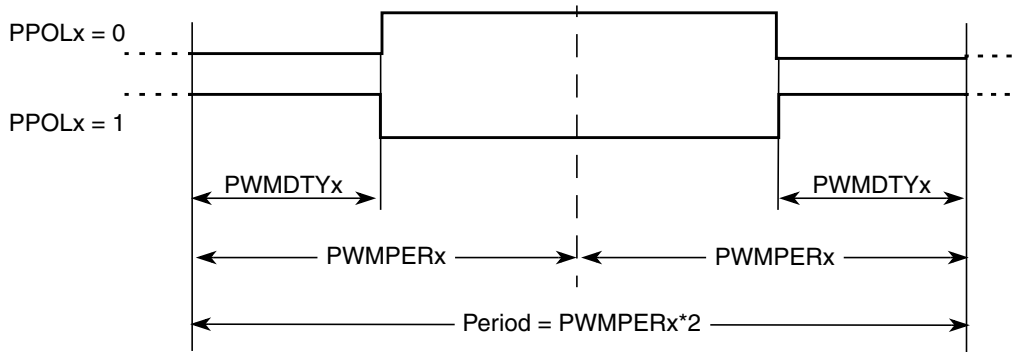 PPOLx = 0
PPOLx = 1
PWMDTYx
PWMDTYx
PWMPERx
PWMPERx
Period = PWMPERx*2